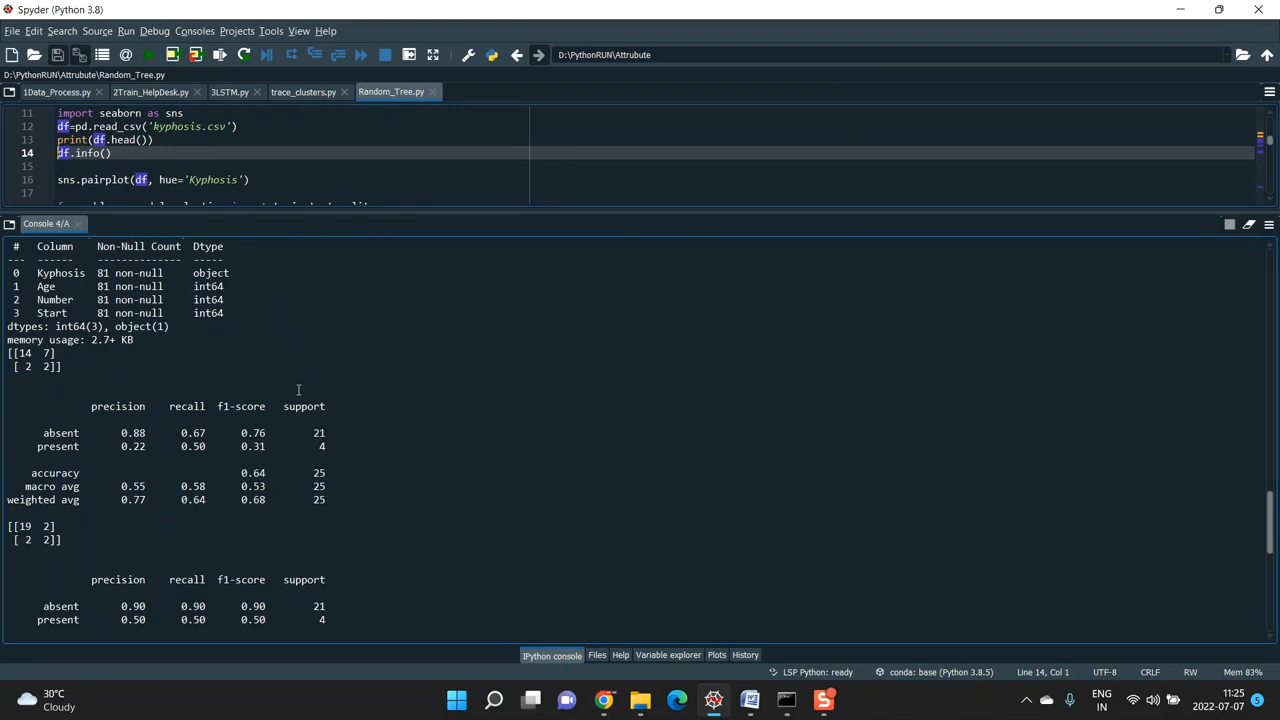 Spyder (Python 3.8)
File Edit Search Source Run Debug Consoles Projects Tools View Help
D:\PythonRUN\Attrubute
D:\PythonRUN\Attrubute\Random_Tree.py
1Data_Process.py 2Train_HelpDesk.py 3LSTM.py trace_clusters.py Random_Tree.py
11 import seaborn as sns
12 df=pd.read_csv('kyphosis.csv')
13 print(df.head())
14 df.info()
15
16 sns.pairplot(df, hue='Kyphosis')
17
Console 4/A
# Column Non-Null Count Dtype
--- ------ -------------- -----
0 Kyphosis 81 non-null object
1 Age 81 non-null int64
2 Number 81 non-null int64
3 Start 81 non-null int64
dtypes: int64(3), object(1)
memory usage: 2.7+ KB
[[14 7]
[ 2 2]]
precision recall f1-score support
absent 0.88 0.67 0.76 21
present 0.22 0.50 0.31 4
accuracy 0.64 25
macro avg 0.55 0.58 0.53 25
weighted avg 0.77 0.64 0.68 25
[[19 2]
[ 2 2]]
precision recall f1-score support
absent 0.90 0.90 0.90 21
present 0.50 0.50 0.50 4
IPython console Files Help Variable explorer Plots History
LSP Python: ready conda: base (Python 3.8.5) Line 14, Col 1 UTF-8 CRLF RW Mem 83%
30°C
Cloudy
ENG
IN
11:25
2022-07-07
5